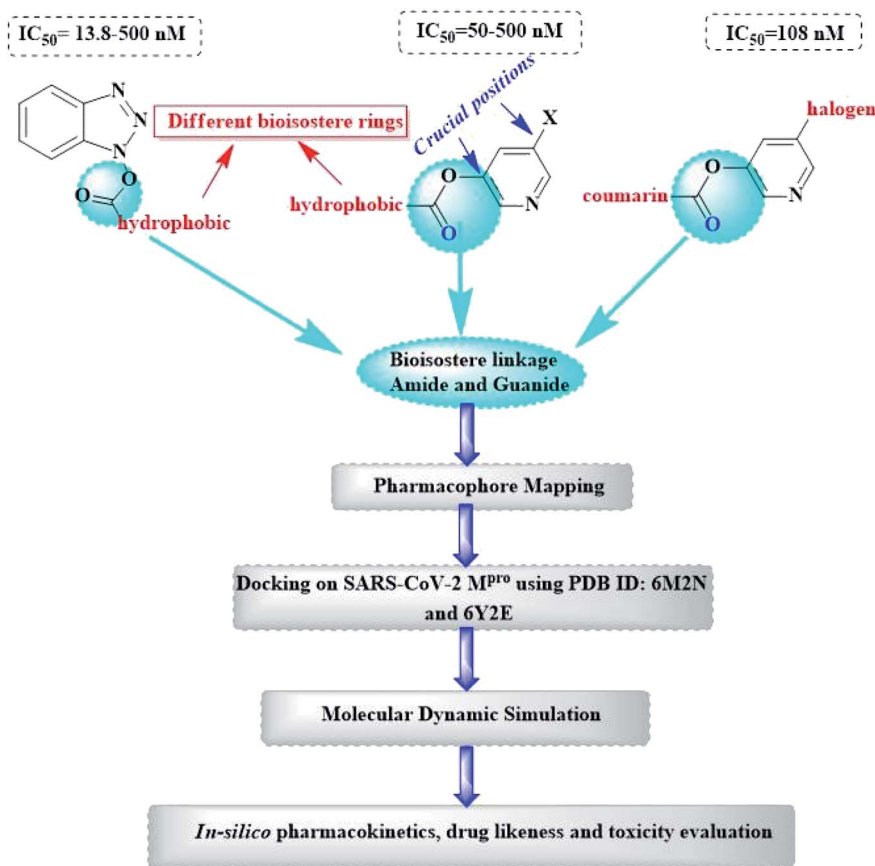 IC50= 13.8-500 nM
IC50=50-500 nM
IC50=108 nM
N
N
N
O
O
hydrophobic
Different bioisostere rings
Crucial positions
X
O
N
hydrophobic
O
halogen
O
N
coumarin
O
Bioisostere linkage
Amide and Guanide
Pharmacophore Mapping
Docking on SARS-CoV-2 Mpro using PDB ID: 6M2N
and 6Y2E
Molecular Dynamic Simulation
In-silico pharmacokinetics, drug likeness and toxicity evaluation